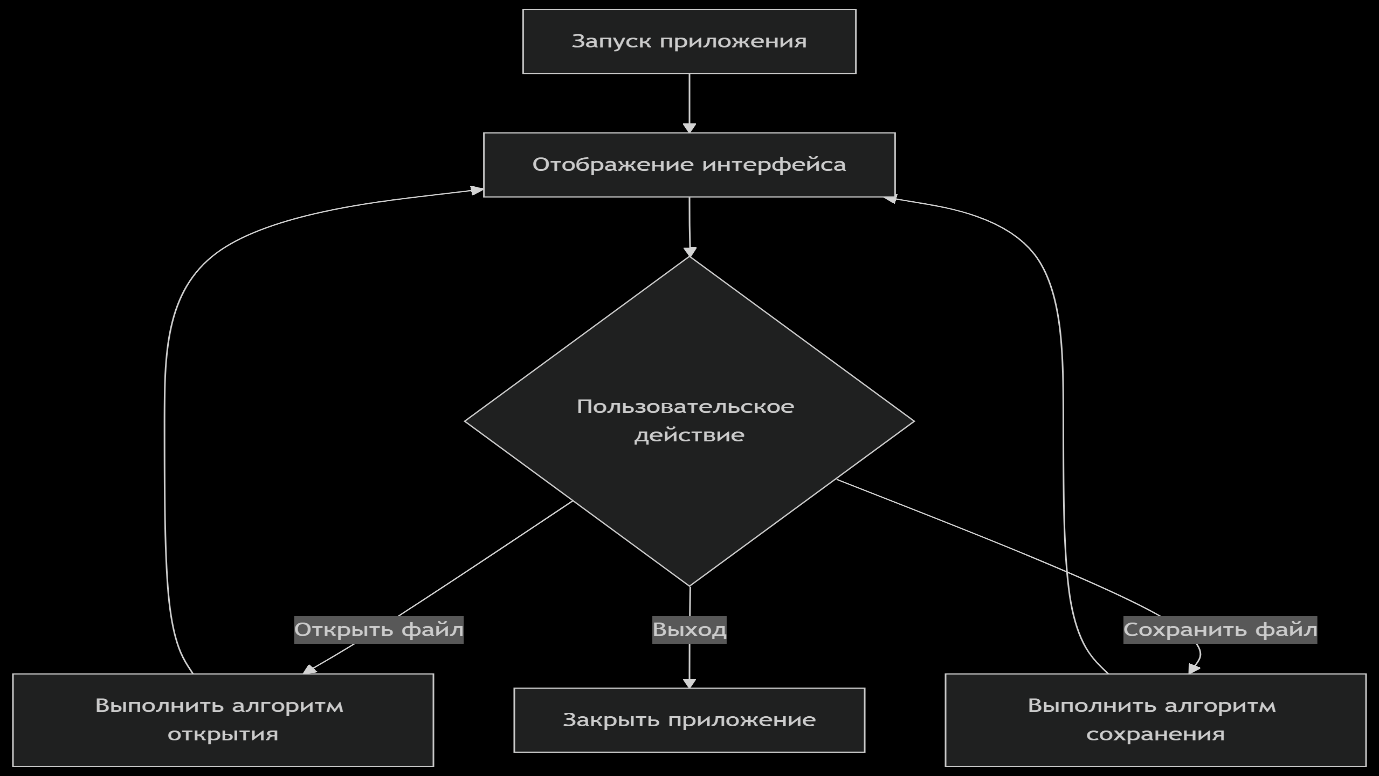 Запуск приложения
Отображение интерфейса
Пользовательское
действие
Открыть файл
Выход
Сохранить файл
Выполнить алгоритм
открытия
Закрыть приложение
Выполнить алгоритм
сохранения